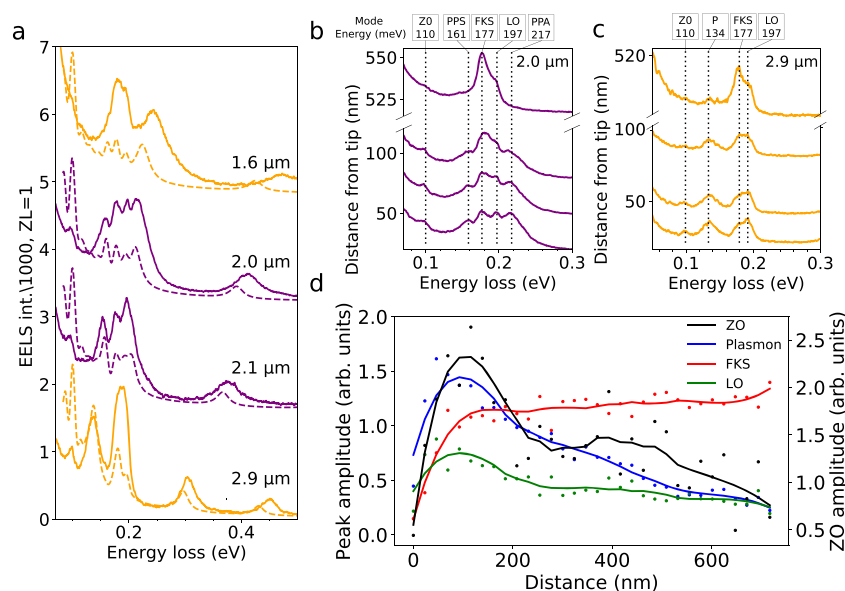 a
7
6
5
4
3
2
1
0
EELS int.\1000, ZL=1
1.6 μm
2.0 μm
2.1 μm
2.9 μm
0.2
0.4
Energy loss (eV)
b
Mode
Energy (meV)
Z0
110
PPS
161
FKS
177
LO
197
PPA
217
2.0 μm
550
525
100
50
Distance from tip (nm)
0.1
0.2
0.3
Energy loss (eV)
c
Z0
110
P
134
FKS
177
LO
197
2.9 μm
520
100
50
Distance from tip (nm)
0.1
0.2
0.3
Energy loss (eV)
d
2.0
1.5
1.0
0.5
0.0
Peak amplitude (arb. units)
ZO
Plasmon
FKS
LO
2.5
2.0
1.5
1.0
0.5
ZO amplitude (arb. units)
0
200
400
600
Distance (nm)